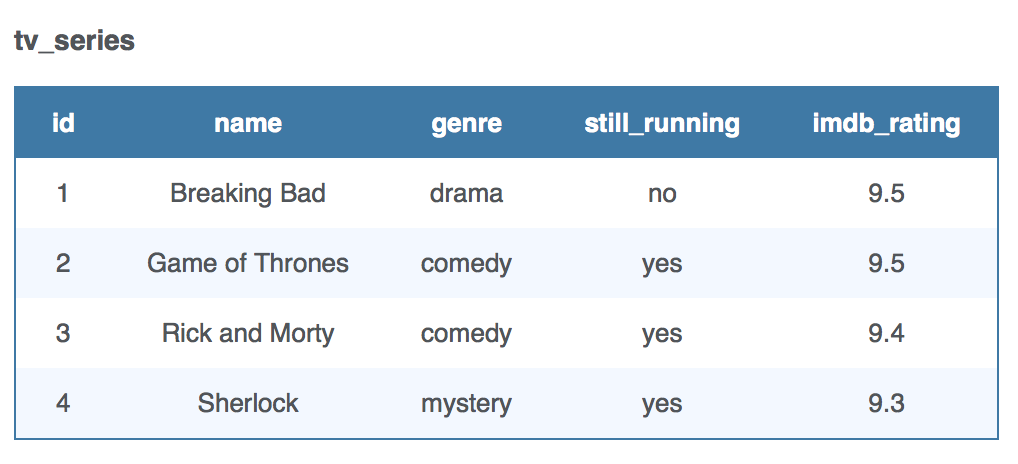 tv_series
id name genre still_running imdb_rating
1 Breaking Bad drama no 9.5
2 Game of Thrones comedy yes 9.5
3 Rick and Morty comedy yes 9.4
4 Sherlock mystery yes 9.3